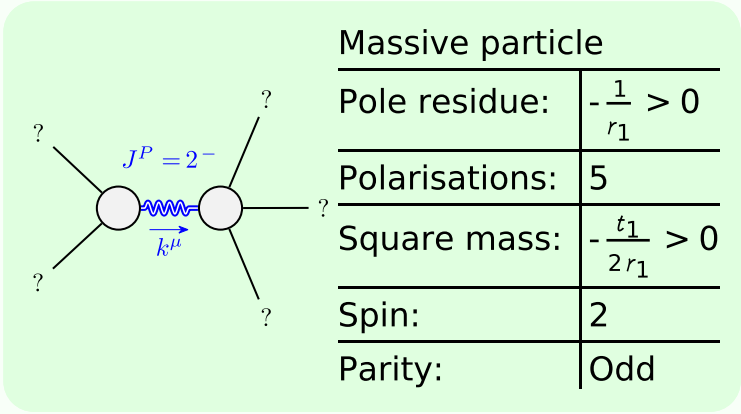 ?
?
J^P = 2^-
k^μ
?
?
?
Massive particle
Pole residue: -1/r₁ > 0
Polarisations: 5
Square mass: -t₁/2r₁ > 0
Spin: 2
Parity: Odd